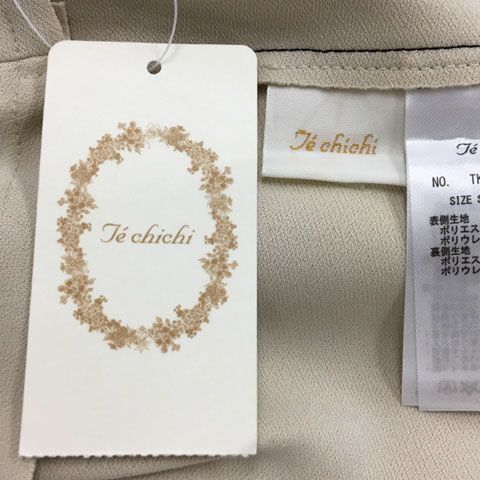 Té chichi
Té chichi
Té
NO. TK
SIZE S
表側生地
ポリエス
ポリウレ
裏側生地
ポリエス
ポリウレ